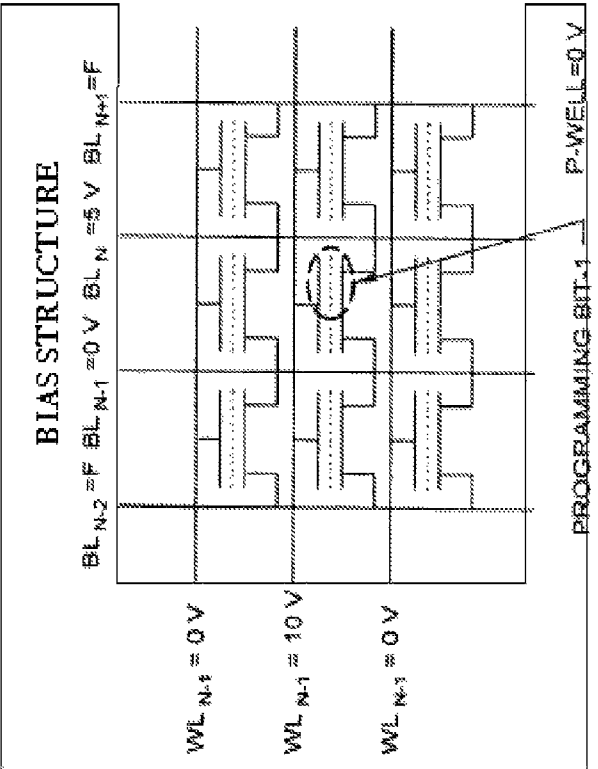 BIAS STRUCTURE
BL N-2 =F BL N-1 =0 V BL N =5 V BL N+1 =F
WL N-1 = 0 V
WL N-1 = 10 V
WL N-1 = 0 V
PROGRAMMING BIT-1
P-WELL=0 V